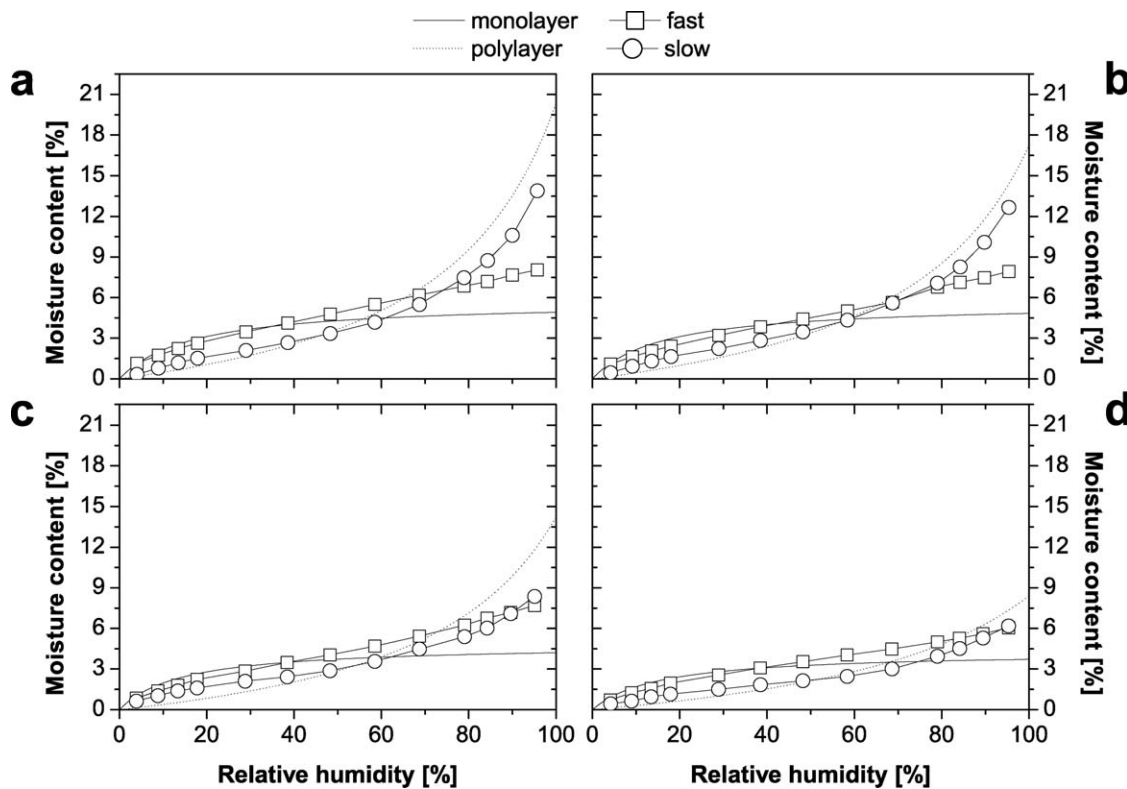 monolayer fast
polylayer slow
a b
21
18
15
12
9
6
3
0
Moisture content [%]
21
18
15
12
9
6
3
0
Moisture content [%]
c d
21
18
15
12
9
6
3
0
Moisture content [%]
21
18
15
12
9
6
3
0
Moisture content [%]
0 20 40 60 80 100
0 20 40 60 80 100
Relative humidity [%] Relative humidity [%]